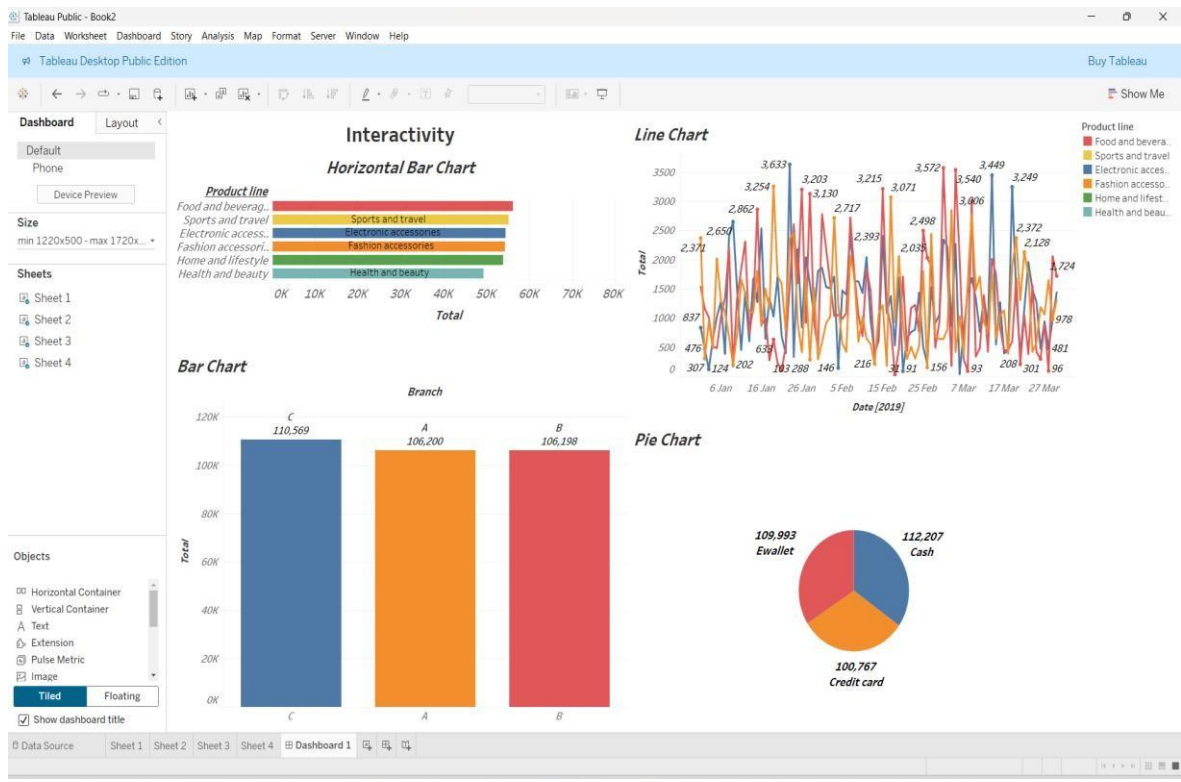 Tableau Public - Book2
File Data Worksheet Dashboard Story Analysis Map Format Server Window Help
Tableau Desktop Public Edition
Buy Tableau
Show Me
Dashboard
Layout
Default
Phone
Device Preview
Size
min 1220x500 - max 1720x...
Sheets
Sheet 1
Sheet 2
Sheet 3
Sheet 4
Objects
Horizontal Container
Vertical Container
Text
Extension
Pulse Metric
Image
Tiled
Floating
Show dashboard title
Interactivity
Horizontal Bar Chart
Product line
Food and beverag..
Sports and travel
Sports and travel
Electronic access..
Electronic accessories
Fashion accessori..
Fashion accessories
Home and lifestyle
Health and beauty
Health and beauty
0K 10K 20K 30K 40K 50K 60K 70K 80K
Total
Bar Chart
Branch
120K
100K
80K
60K
40K
20K
0K
Total
C
110,569
A
106,200
B
106,198
C A B
Line Chart
3500
3000
2500
2000
1500
1000
500
0
Total
3,633
3,254
3,203
3,130
2,862
2,650
2,371
2,717
3,215
3,071
2,393
2,498
2,035
3,572
3,540
3,006
3,449
3,249
2,372
2,128
1,724
837
476
307
124
202
633
103
288
146
216
91
156
93
208
301
96
978
481
6 Jan 16 Jan 26 Jan 5 Feb 15 Feb 25 Feb 7 Mar 17 Mar 27 Mar
Date [2019]
Product line
Food and bevera..
Sports and travel
Electronic acces..
Fashion accesso..
Home and lifest..
Health and beau..
Pie Chart
109,993
Ewallet
112,207
Cash
100,767
Credit card
Data Source
Sheet 1
Sheet 2
Sheet 3
Sheet 4
Dashboard 1